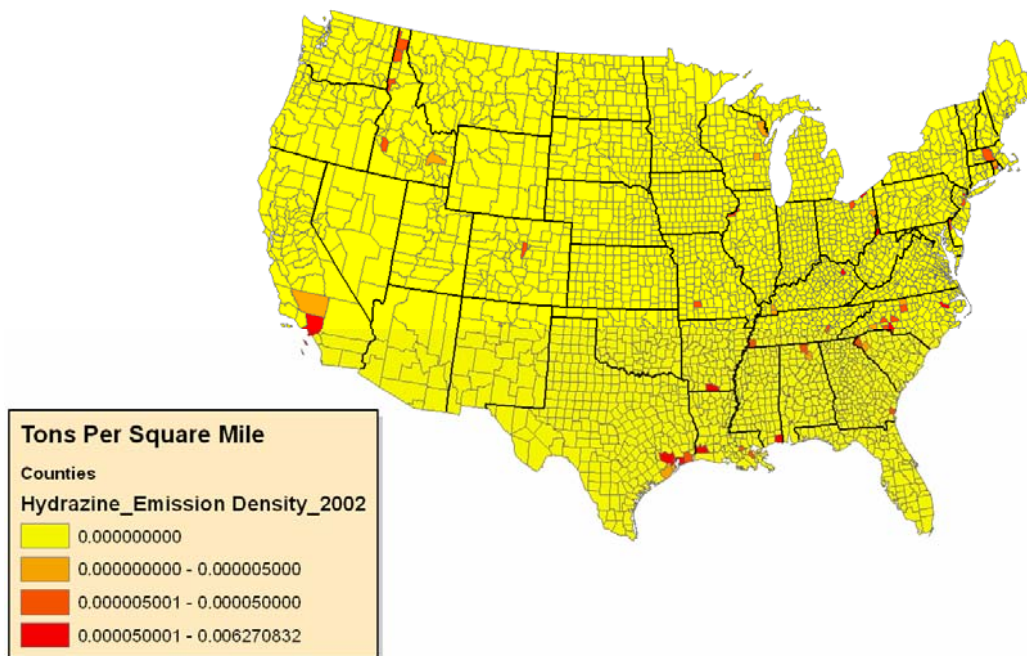 Tons Per Square Mile
Counties
Hydrazine_Emission Density_2002
0.000000000
0.000000000 - 0.000005000
0.000005001 - 0.000050000
0.000050001 - 0.006270832